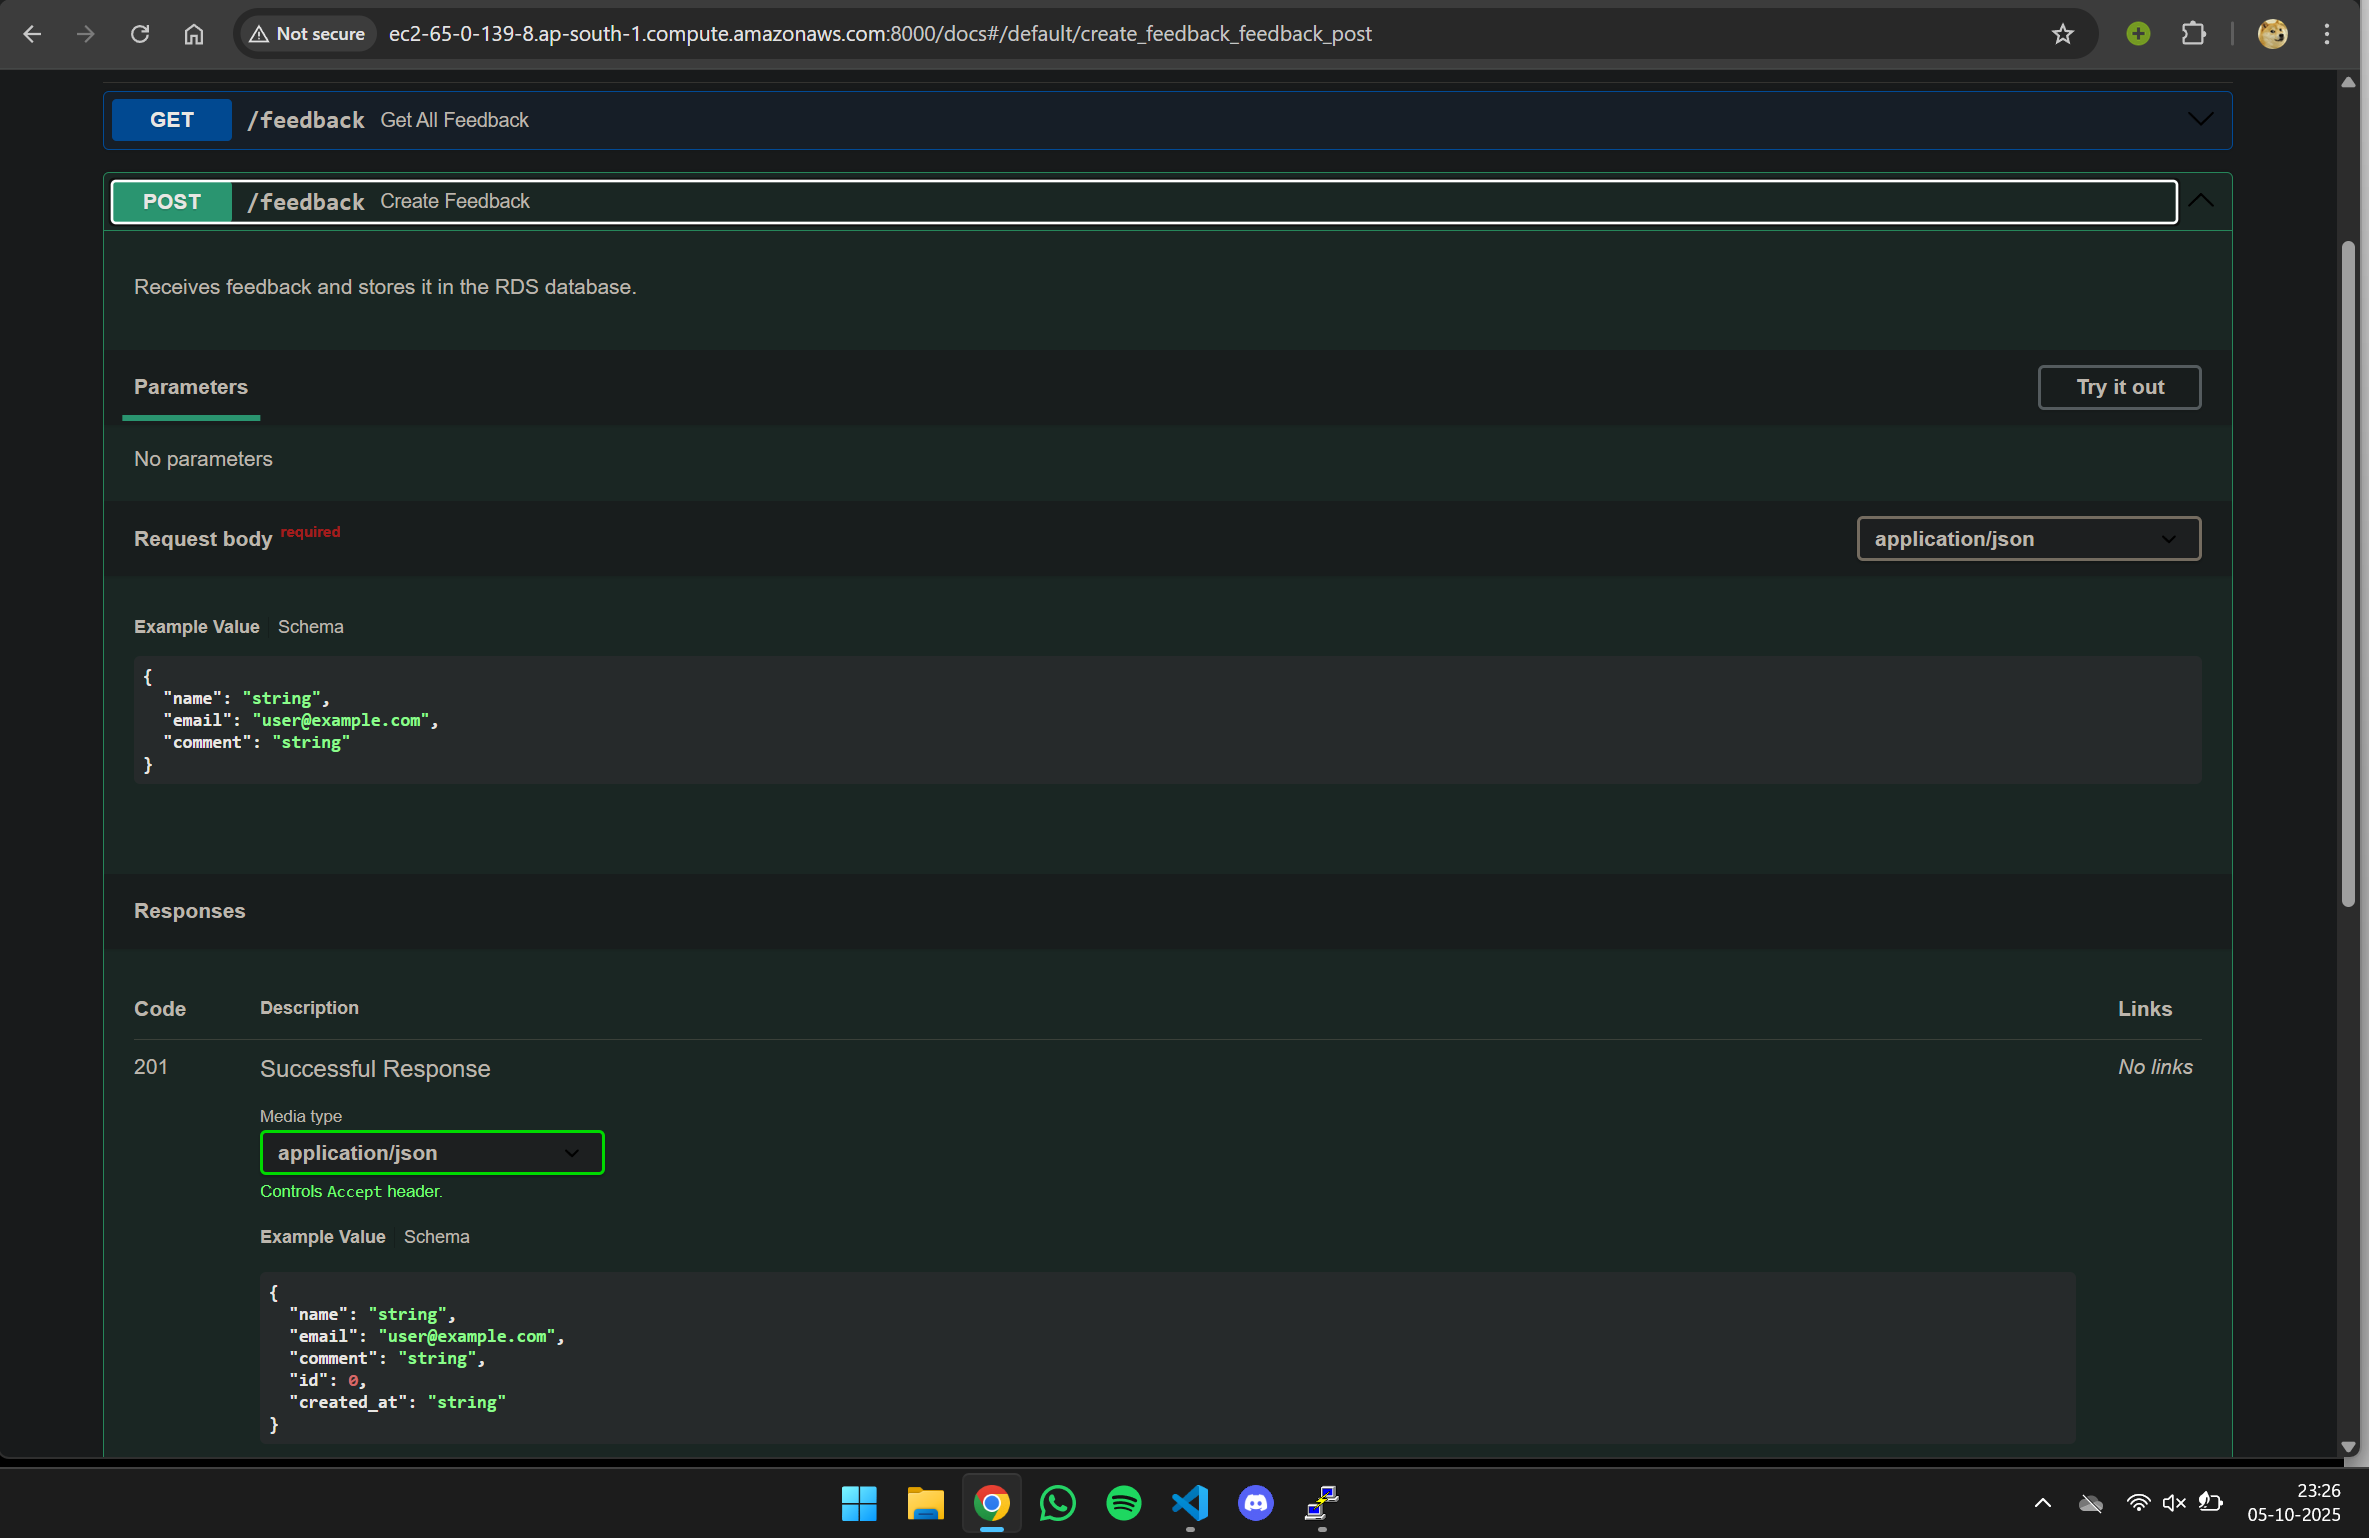 Not secure ec2-65-0-139-8.ap-south-1.compute.amazonaws.com:8000/docs#/default/create_feedback_feedback_post
GET /feedback Get All Feedback
POST /feedback Create Feedback
Receives feedback and stores it in the RDS database.
Parameters Try it out
No parameters
Request body required application/json
Example Value Schema
{
"name": "string",
"email": "user@example.com",
"comment": "string"
}
Responses
Code Description Links
201 Successful Response No links
Media type
application/json
Controls Accept header.
Example Value Schema
{
"name": "string",
"email": "user@example.com",
"comment": "string",
"id": 0,
"created_at": "string"
}
23:26
05-10-2025